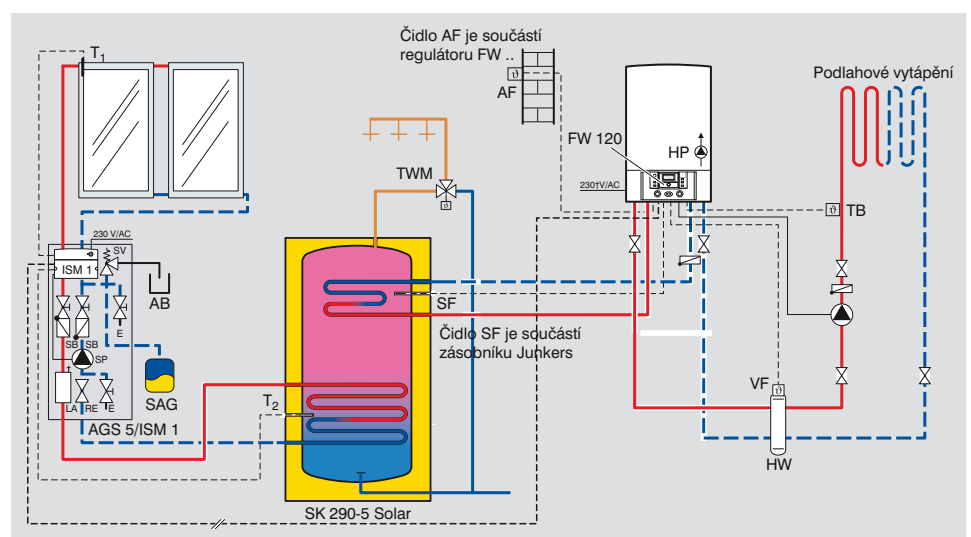 Čidlo AF je součástí
regulátoru FW ..
T1
AF
Podlahové vytápění
FW 120
HP
TWM
230†V/AC
TB
230 V/AC
SV
ISM 1
AB
SF
E
Čidlo SF je součástí
zásobníku Junkers
SB SB
SP
VF
T2
SAG
LA RE E
AGS 5/ISM 1
HW
SK 290-5 Solar